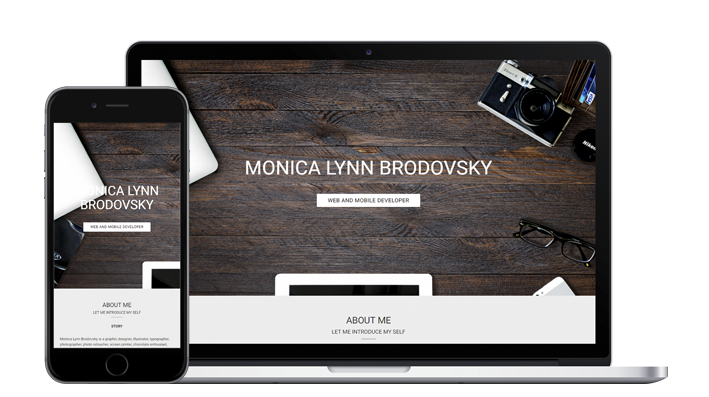 MONICA LYNN BRODOVSKY
WEB AND MOBILE DEVELOPER
ABOUT ME
LET ME INTRODUCE MY SELF
MONICA LYNN
BRODOVSKY
WEB AND MOBILE DEVELOPER
ABOUT ME
LET ME INTRODUCE MY SELF
STORY
Monica Lynn Brodovsky is a graphic designer, illustrator, typographer,
photographer, photo retoucher, screen printer, chocolate enthusiast,
Nikon